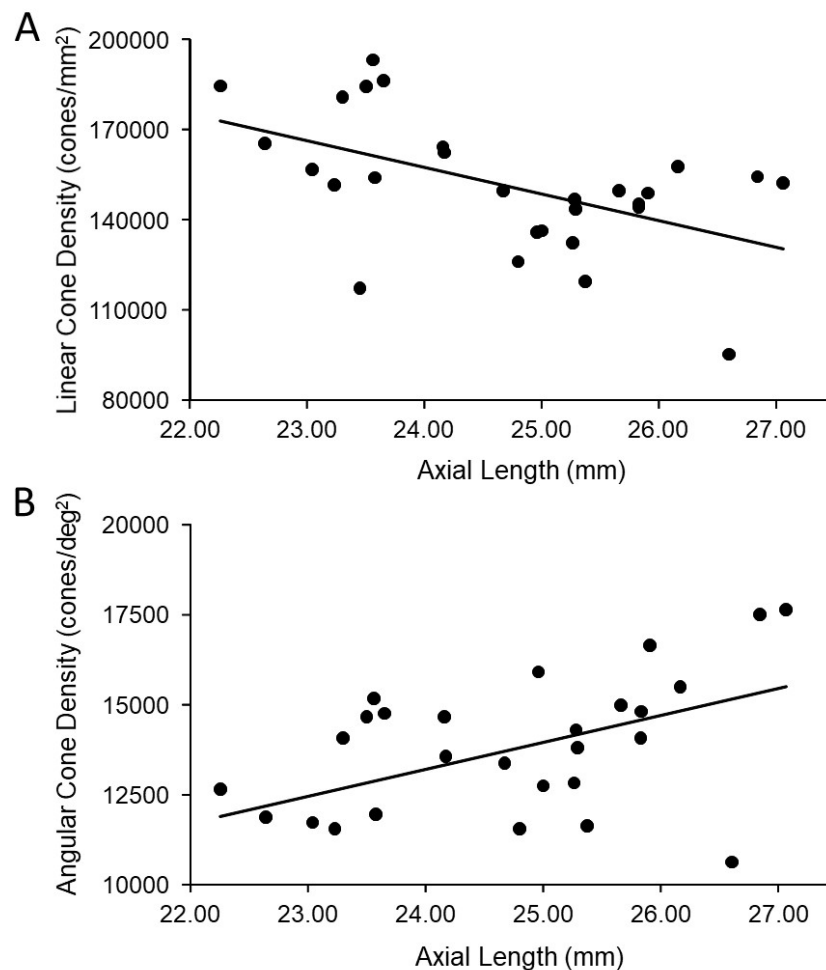 A
Linear Cone Density (cones/mm²)
200000
170000
140000
110000
80000
22.00 23.00 24.00 25.00 26.00 27.00
Axial Length (mm)
B
Angular Cone Density (cones/deg²)
20000
17500
15000
12500
10000
22.00 23.00 24.00 25.00 26.00 27.00
Axial Length (mm)